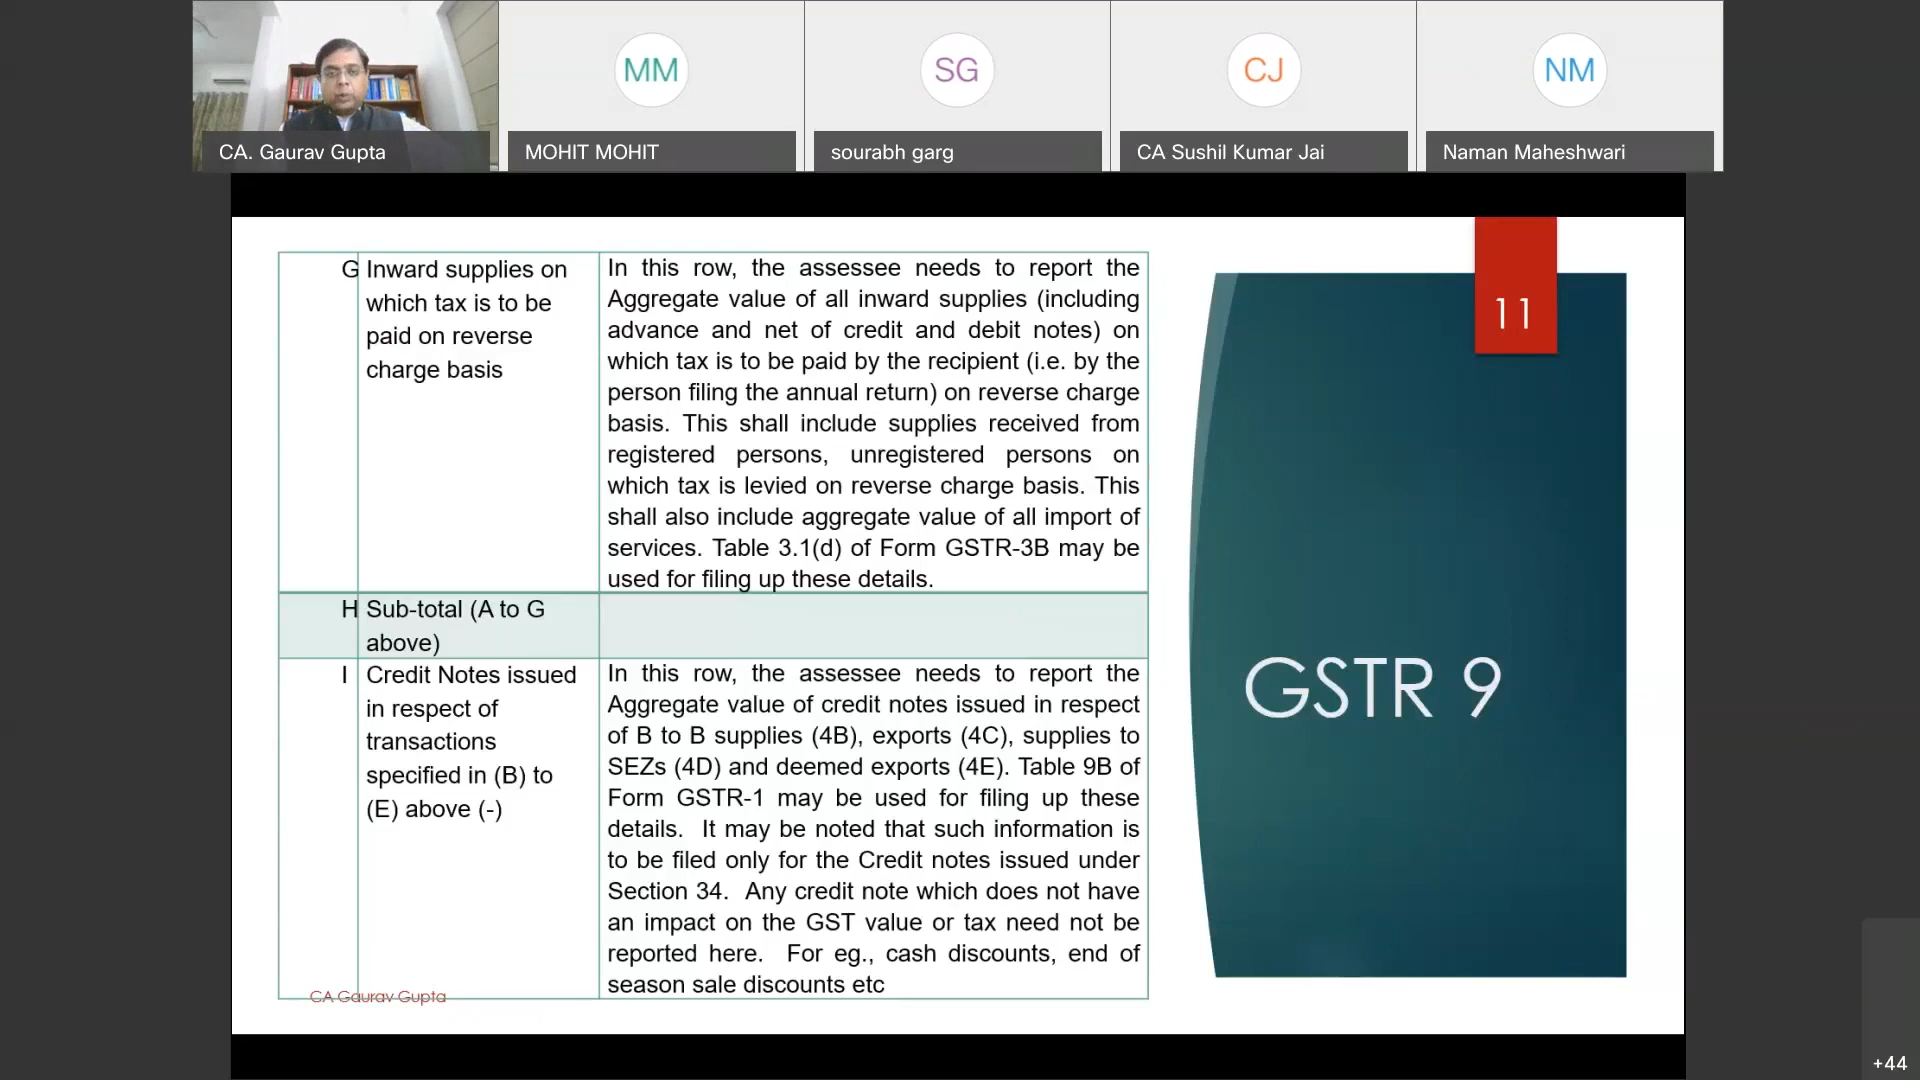 MM
SG
CJ
NM
CA. Gaurav Gupta
MOHIT MOHIT
sourabh garg
CA Sushil Kumar Jai
Naman Maheshwari
G
Inward supplies on
which tax is to be
paid on reverse
charge basis
In this row, the assessee needs to report the
Aggregate value of all inward supplies (including
advance and net of credit and debit notes) on
which tax is to be paid by the recipient (i.e. by the
person filing the annual return) on reverse charge
basis. This shall include supplies received from
registered persons, unregistered persons on
which tax is levied on reverse charge basis. This
shall also include aggregate value of all import of
services. Table 3.1(d) of Form GSTR-3B may be
used for filing up these details.
H
Sub-total (A to G
above)
I
Credit Notes issued
in respect of
transactions
specified in (B) to
(E) above (-)
In this row, the assessee needs to report the
Aggregate value of credit notes issued in respect
of B to B supplies (4B), exports (4C), supplies to
SEZs (4D) and deemed exports (4E). Table 9B of
Form GSTR-1 may be used for filing up these
details. It may be noted that such information is
to be filed only for the Credit notes issued under
Section 34. Any credit note which does not have
an impact on the GST value or tax need not be
reported here. For eg., cash discounts, end of
season sale discounts etc
CA Gaurav Gupta
11
GSTR 9
+44